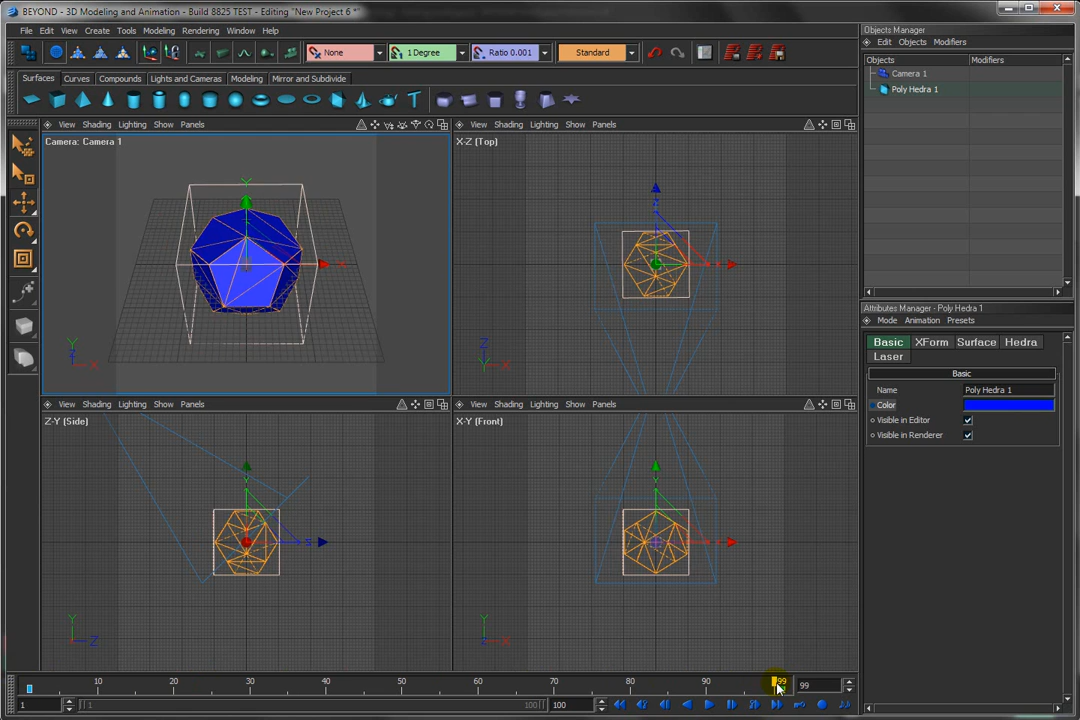 BEYOND - 3D Modeling and Animation - Build 8825 TEST - Editing "New Project 6 *"
File Edit View Create Tools Modeling Rendering Window Help
None 1 Degree Ratio 0.001 Standard
Surfaces Curves Compounds Lights and Cameras Modeling Mirror and Subdivide
View Shading Lighting Show Panels
View Shading Lighting Show Panels
Camera: Camera 1
X-Z (Top)
Y
X
Y
Z
X
Z
X
Z
Y
X
View Shading Lighting Show Panels
View Shading Lighting Show Panels
Z-Y (Side)
X-Y (Front)
Y
Z
Y
X
Y
Z
Y
Z
X
10 20 30 40 50 60 70 80 90 99
99
1 1 100 100
Objects Manager
Edit Objects Modifiers
Objects Modifiers
Camera 1
Poly Hedra 1
Attributes Manager - Poly Hedra 1
Mode Animation Presets
Basic XForm Surface Hedra
Laser
Basic
Name Poly Hedra 1
Color
Visible in Editor
Visible in Renderer